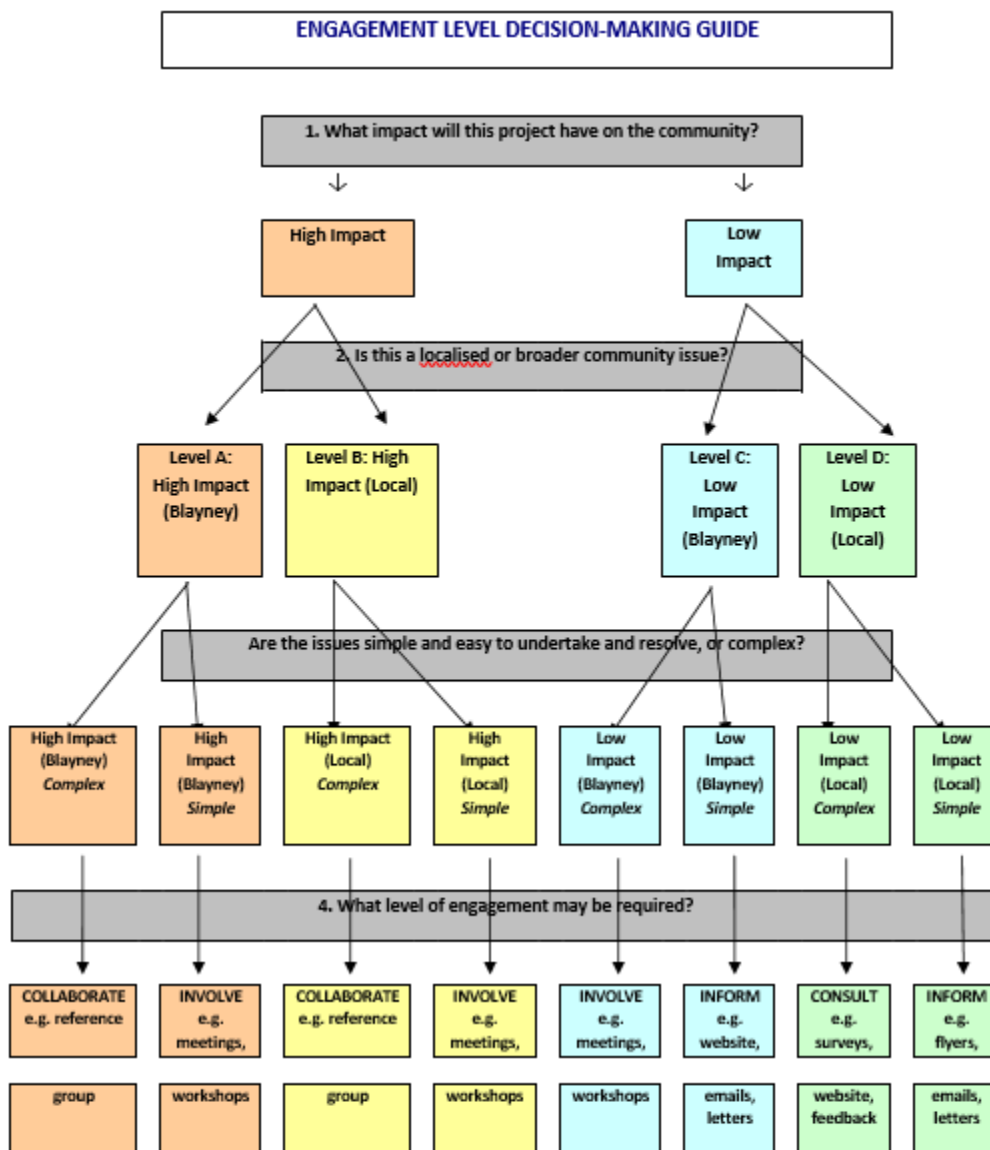 ENGAGEMENT LEVEL DECISION-MAKING GUIDE
1. What impact will this project have on the community?
High Impact
Low
Impact
2. Is this a localised or broader community issue?
Level A:
High Impact
(Blayney)
Level B: High
Impact (Local)
Level C:
Low
Impact
(Blayney)
Level D:
Low
Impact
(Local)
Are the issues simple and easy to undertake and resolve, or complex?
High Impact
(Blayney)
Complex
High
Impact
(Blayney)
Simple
High Impact
(Local)
Complex
High
Impact
(Local)
Simple
Low
Impact
(Blayney)
Complex
Low
Impact
(Blayney)
Simple
Low
Impact
(Local)
Complex
Low
Impact
(Local)
Simple
4. What level of engagement may be required?
COLLABORATE
e.g. reference
INVOLVE
e.g.
meetings,
COLLABORATE
e.g. reference
INVOLVE
e.g.
meetings,
INVOLVE
e.g.
meetings,
INFORM
e.g.
website,
CONSULT
e.g.
surveys,
INFORM
e.g.
flyers,
group
workshops
group
workshops
workshops
emails,
letters
website,
feedback
emails,
letters